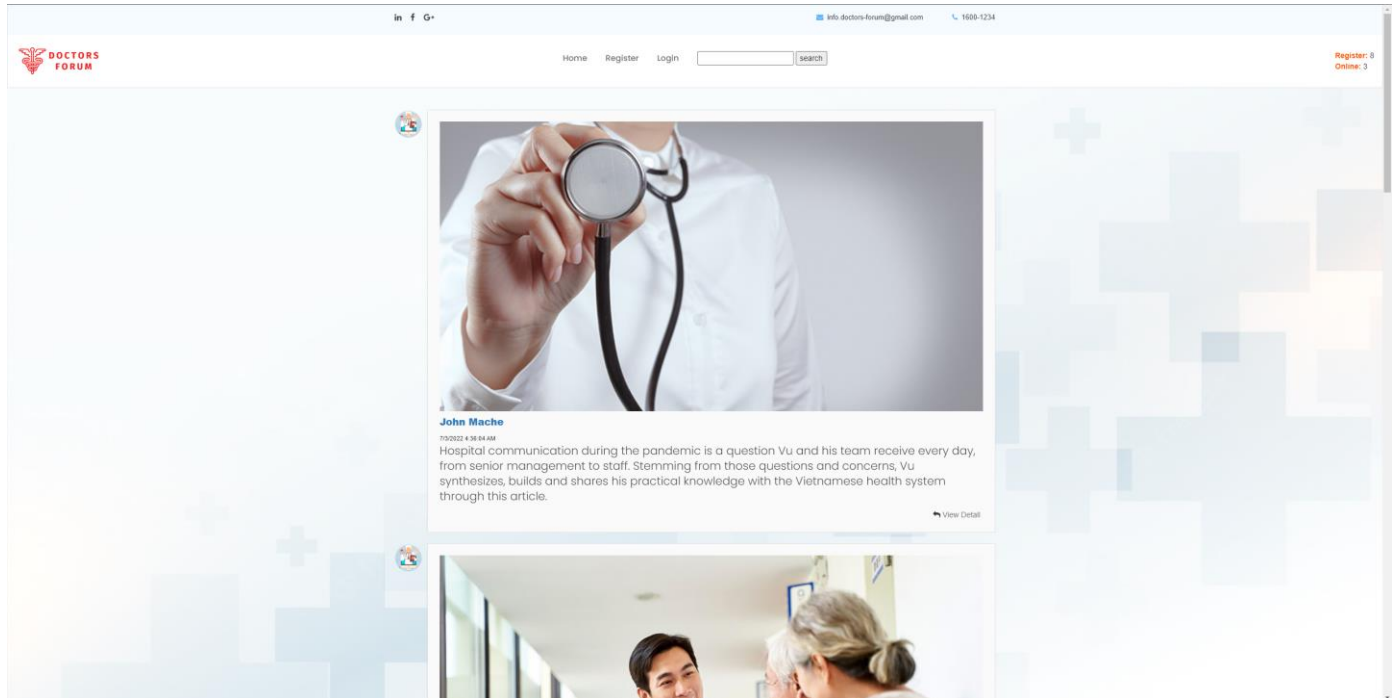 in f G+
info.doctors-forum@gmail.com
1600-1234
DOCTORS
FORUM
Home Register Login search
Register: 8
Online: 3
John Mache
7/3/2022 4:36:04 AM
Hospital communication during the pandemic is a question Vu and his team receive every day,
from senior management to staff. Stemming from those questions and concerns, Vu
synthesizes, builds and shares his practical knowledge with the Vietnamese health system
through this article.
View Detail